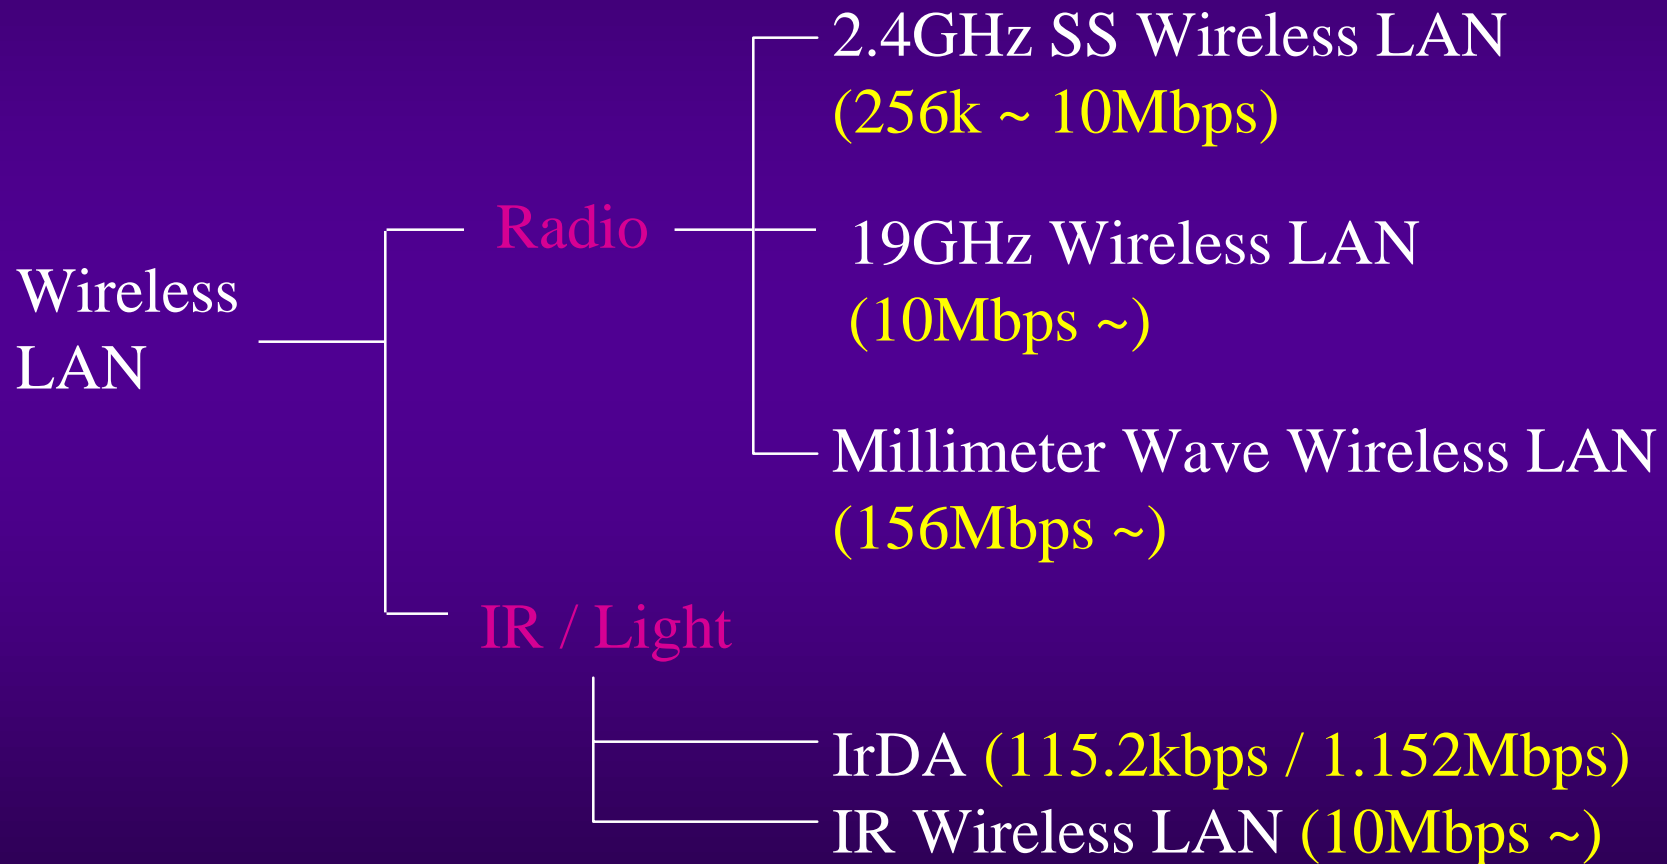 2.4GHz SS Wireless LAN
(256k ~ 10Mbps)
Radio
19GHz Wireless LAN
(10Mbps ~)
Wireless
LAN
Millimeter Wave Wireless LAN
(156Mbps ~)
IR / Light
IrDA (115.2kbps / 1.152Mbps)
IR Wireless LAN (10Mbps ~)